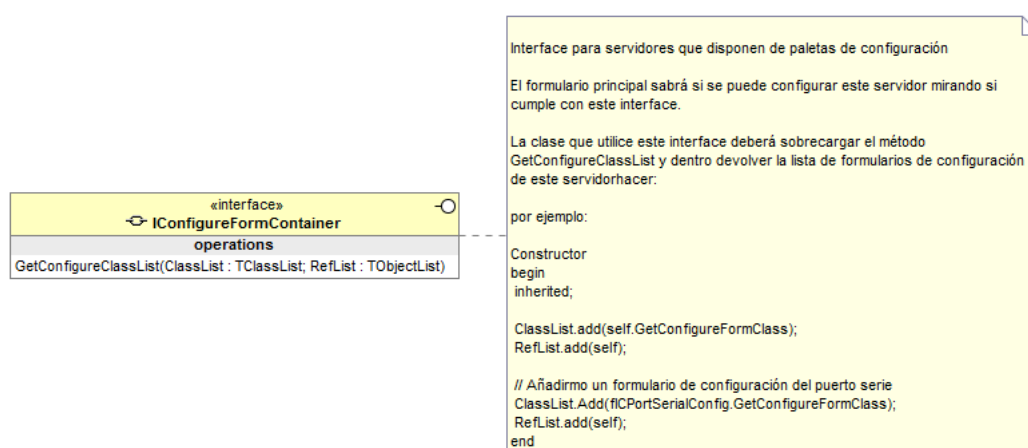 «interface»
IConfigureFormContainer
operations
GetConfigureClassList(ClassList : TClassList; RefList : TObjectList)
Interface para servidores que disponen de paletas de configuración
El formulario principal sabrá si se puede configurar este servidor mirando si
cumple con este interface.
La clase que utilice este interface deberá sobrecargar el método
GetConfigureClassList y dentro devolver la lista de formularios de configuración
de este servidorhacer:
por ejemplo:
Constructor
begin
inherited;
ClassList.add(self.GetConfigureFormClass);
RefList.add(self);
// Añadirmo un formulario de configuración del puerto serie
ClassList.Add(fICPortSerialConfig.GetConfigureFormClass);
RefList.add(self);
end